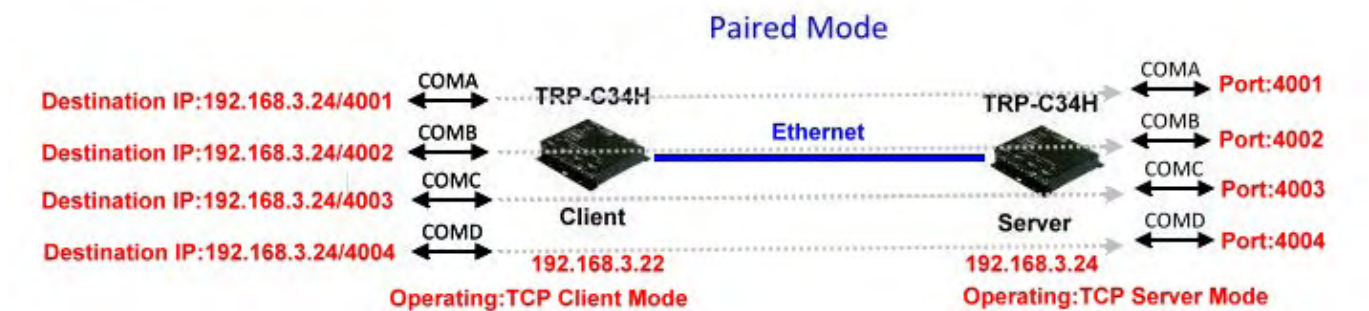 Paired Mode
COMA
COMA
Destination IP:192.168.3.24/4001
TRP-C34H
TRP-C34H
Port:4001
COMB
Ethernet
COMB
Destination IP:192.168.3.24/4002
Port:4002
COMC
COMC
Destination IP:192.168.3.24/4003
Port:4003
Client
Server
COMD
COMD
Destination IP:192.168.3.24/4004
Port:4004
192.168.3.22
192.168.3.24
Operating:TCP Client Mode
Operating:TCP Server Mode